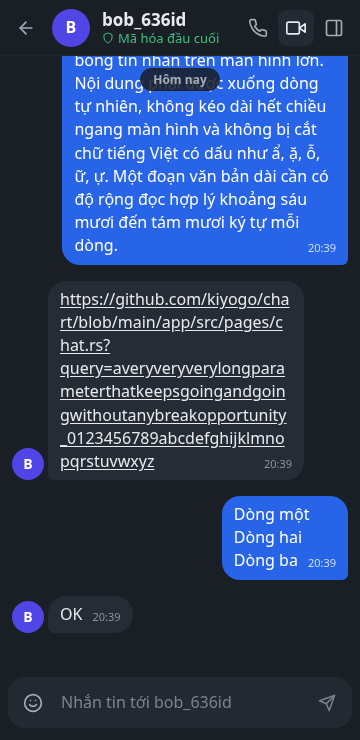 B
bob_636id
Mã hóa đầu cuối
bong tin nhắn trên màn hình lớn.
Hôm nay
Nội dung xuống dòng
tự nhiên, không kéo dài hết chiều
ngang màn hình và không bị cắt
chữ tiếng Việt có dấu như ẩ, ặ, ỗ,
ữ, ự. Một đoạn văn bản dài cần có
độ rộng đọc hợp lý khoảng sáu
mươi đến tám mươi ký tự mỗi
dòng.
20:39
https://github.com/kiyogo/cha
rt/blob/main/app/src/pages/c
hat.rs?
query=averyveryverylongpara
meterthatkeepsgoingandgoin
gwithoutanybreakopportunity
_0123456789abcdefghijklmno
pqrstuvwxyz
20:39
B
Dòng một
Dòng hai
Dòng ba
20:39
B
OK
20:39
Nhắn tin tới bob_636id